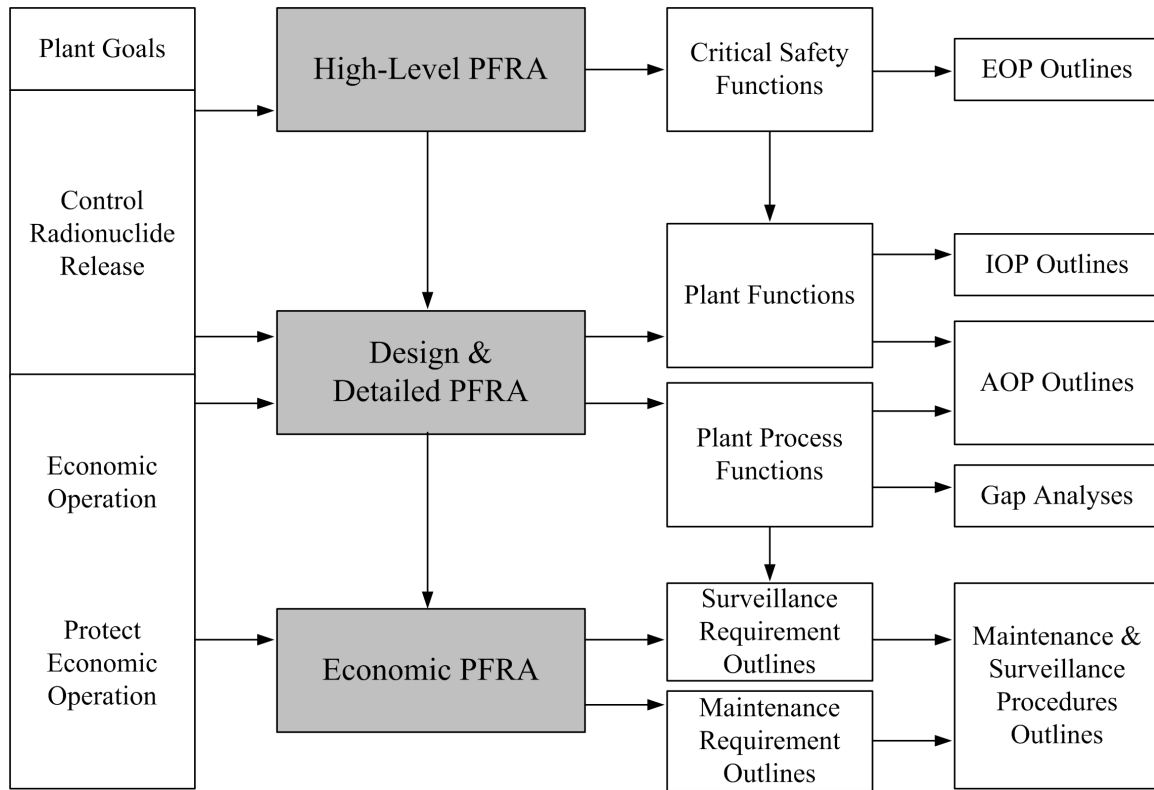 Plant Goals
Control
Radionuclide
Release
Economic
Operation
Protect
Economic
Operation
High-Level PFRA
Design &
Detailed PFRA
Economic PFRA
Critical Safety
Functions
Plant Functions
Plant Process
Functions
Surveillance
Requirement
Outlines
Maintenance
Requirement
Outlines
EOP Outlines
IOP Outlines
AOP Outlines
Gap Analyses
Maintenance &
Surveillance
Procedures
Outlines